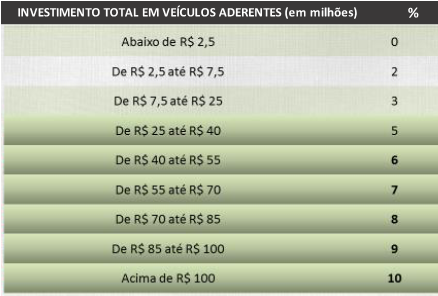 INVESTIMENTO TOTAL EM VEÍCULOS ADERENTES (em milhões) %
Abaixo de R$ 2,5 0
De R$ 2,5 até R$ 7,5 2
De R$ 7,5 até R$ 25 3
De R$ 25 até R$ 40 5
De R$ 40 até R$ 55 6
De R$ 55 até R$ 70 7
De R$ 70 até R$ 85 8
De R$ 85 até R$ 100 9
Acima de R$ 100 10